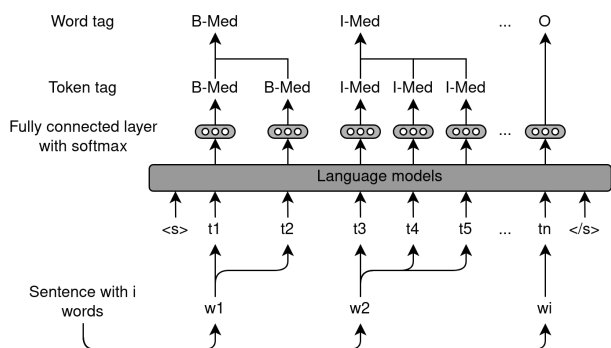 Word tag B-Med I-Med ... O
Token tag B-Med B-Med I-Med I-Med I-Med
Fully connected layer
with softmax
...
Language models
<s> t1 t2 t3 t4 t5 ... tn </s>
Sentence with i
words
w1 w2 wi